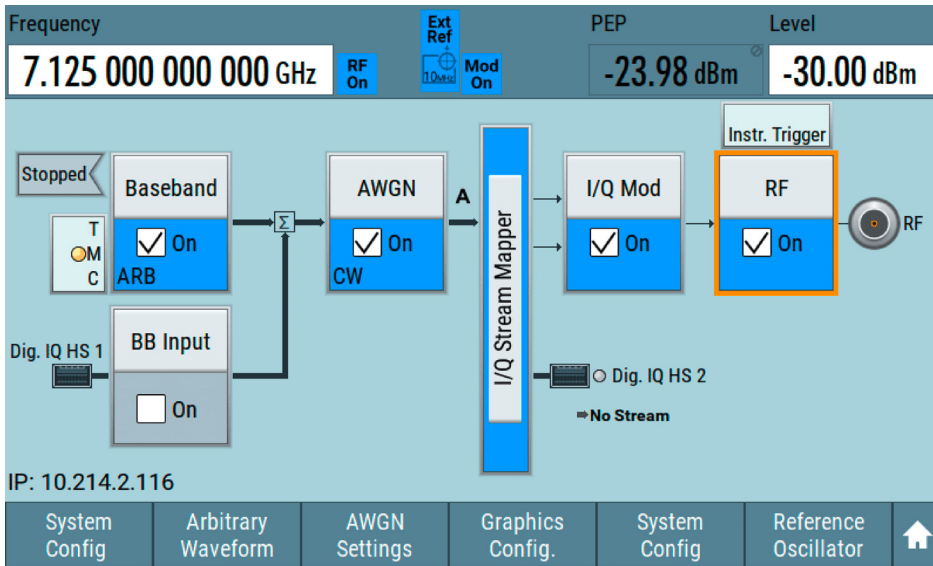 Frequency
Ext
Ref
PEP
Level
7.125 000 000 000 GHz
RF
On
10MHz
Mod
On
-23.98 dBm
-30.00 dBm
Instr. Trigger
Stopped
Baseband
AWGN
A
I/Q Mod
RF
T
M
C
On
ARB
Σ
On
CW
I/Q Stream Mapper
On
On
RF
Dig. IQ HS 1
BB Input
On
Dig. IQ HS 2
No Stream
IP: 10.214.2.116
System
Config
Arbitrary
Waveform
AWGN
Settings
Graphics
Config.
System
Config
Reference
Oscillator